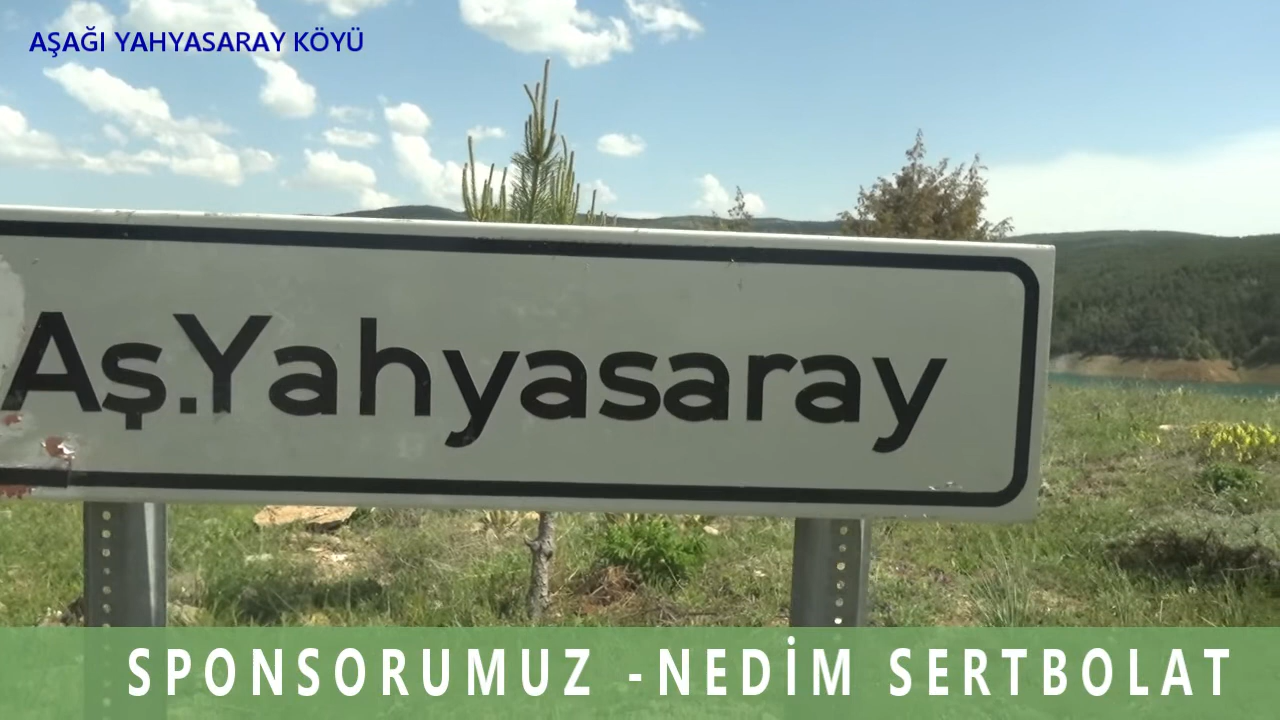 AŞAĞI YAHYASARAY KÖYÜ
Aş.Yahyasaray
SPONSORUMUZ -NEDİM SERTBOLAT